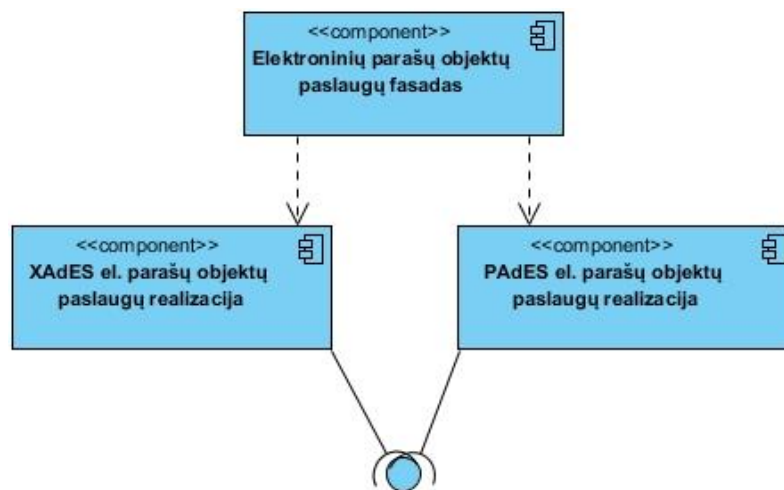 <<component>>
Elektroninių parašų objektų
paslaugų fasadas
<<component>>
XAdES el. parašų objektų
paslaugų realizacija
<<component>>
PAdES el. parašų objektų
paslaugų realizacija